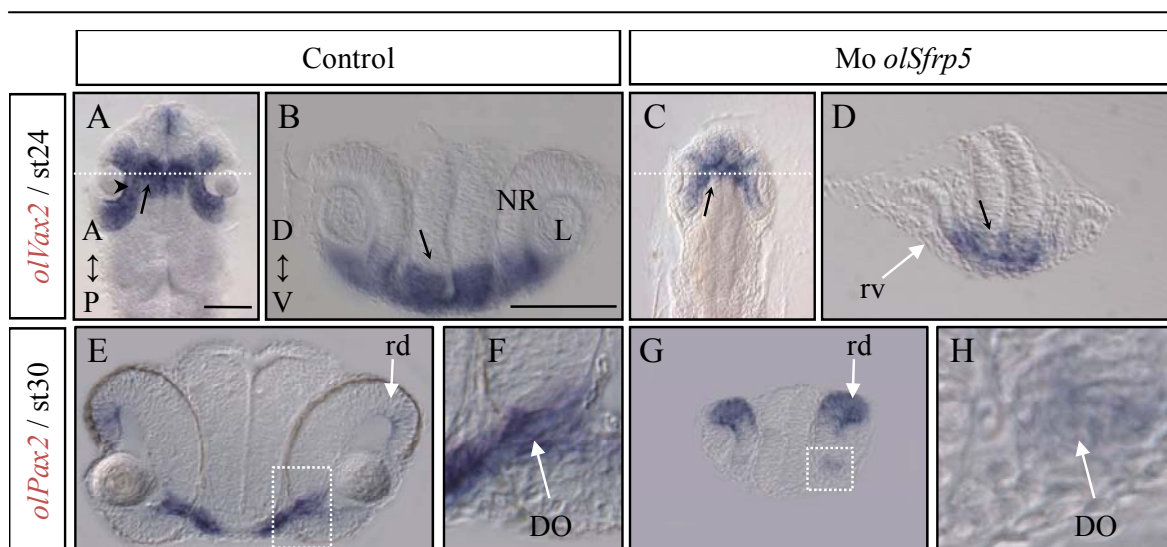 Control
Mo olSfrp5
olVax2 / st24
A
A
P
B
D
V
NR
L
C
D
rv
olPax2 / st30
E
rd
F
DO
G
rd
H
DO